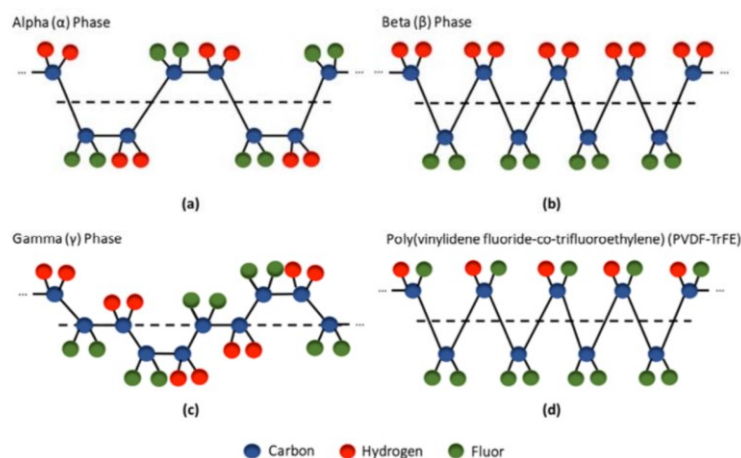 Alpha (α) Phase
Beta (β) Phase
... ...
... ...
(a)
(b)
Gamma (γ) Phase
Poly(vinylidene fluoride-co-trifluoroethylene) (PVDF-TrFE)
... ...
... ...
(c)
(d)
Carbon Hydrogen Fluor